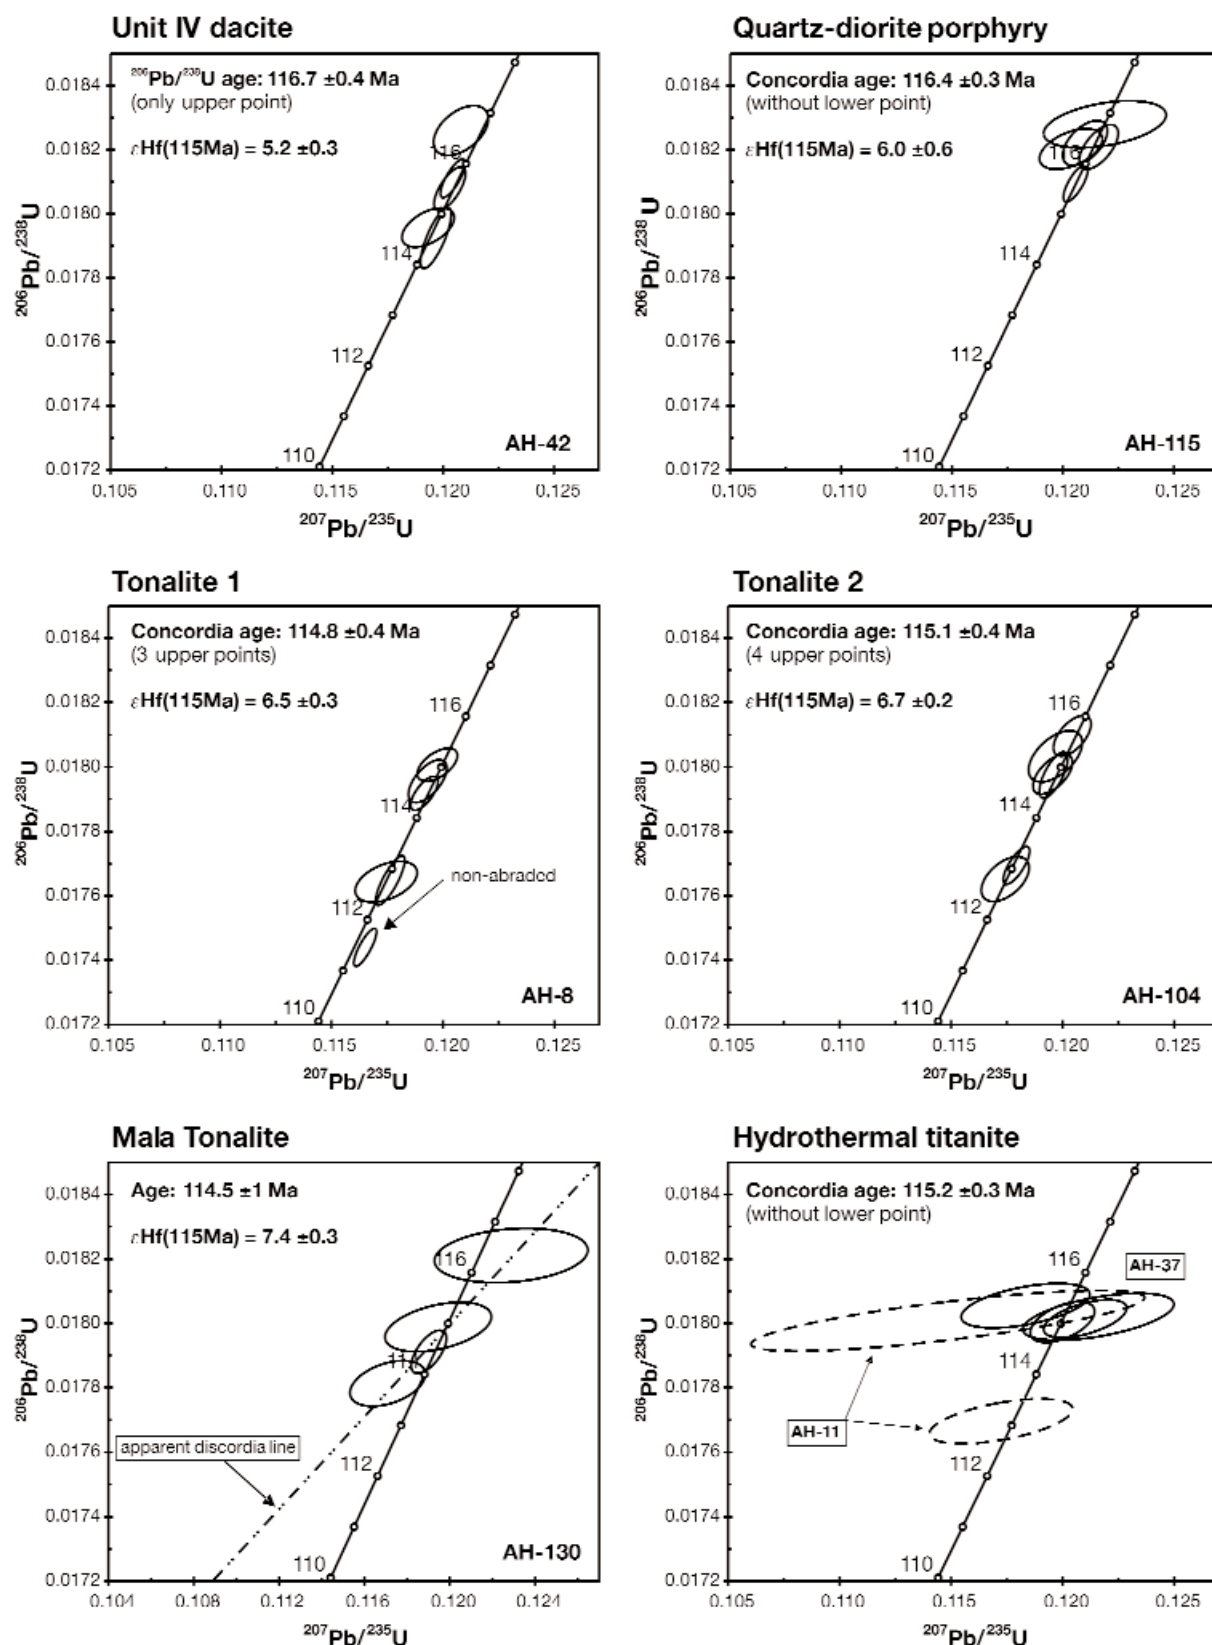 Unit IV dacite
²⁰⁶Pb/²³⁸U age: 116.7 ±0.4 Ma
(only upper point)
εHf(115Ma) = 5.2 ±0.3
0.0184
0.0182
0.0180
0.0178
0.0176
0.0174
0.0172
²⁰⁶Pb/²³⁸U
116
114
112
110
AH-42
0.105 0.110 0.115 0.120 0.125
²⁰⁷Pb/²³⁵U
Quartz-diorite porphyry
Concordia age: 116.4 ±0.3 Ma
(without lower point)
εHf(115Ma) = 6.0 ±0.6
0.0184
0.0182
0.0180
0.0178
0.0176
0.0174
0.0172
²⁰⁶Pb/²³⁸U
114
112
110
AH-115
0.105 0.110 0.115 0.120 0.125
²⁰⁷Pb/²³⁵U
Tonalite 1
Concordia age: 114.8 ±0.4 Ma
(3 upper points)
εHf(115Ma) = 6.5 ±0.3
0.0184
0.0182
0.0180
0.0178
0.0176
0.0174
0.0172
²⁰⁶Pb/²³⁸U
116
114
112
110
non-abraded
AH-8
0.105 0.110 0.115 0.120 0.125
²⁰⁷Pb/²³⁵U
Tonalite 2
Concordia age: 115.1 ±0.4 Ma
(4 upper points)
εHf(115Ma) = 6.7 ±0.2
0.0184
0.0182
0.0180
0.0178
0.0176
0.0174
0.0172
²⁰⁶Pb/²³⁸U
116
114
112
110
AH-104
0.105 0.110 0.115 0.120 0.125
²⁰⁷Pb/²³⁵U
Mala Tonalite
Age: 114.5 ±1 Ma
εHf(115Ma) = 7.4 ±0.3
0.0184
0.0182
0.0180
0.0178
0.0176
0.0174
0.0172
²⁰⁶Pb/²³⁸U
116
112
110
apparent discordia line
AH-130
0.104 0.108 0.112 0.116 0.120 0.124
²⁰⁷Pb/²³⁵U
Hydrothermal titanite
Concordia age: 115.2 ±0.3 Ma
(without lower point)
0.0184
0.0182
0.0180
0.0178
0.0176
0.0174
0.0172
²⁰⁶Pb/²³⁸U
116
AH-37
114
AH-11
112
110
0.105 0.110 0.115 0.120 0.125
²⁰⁷Pb/²³⁵U